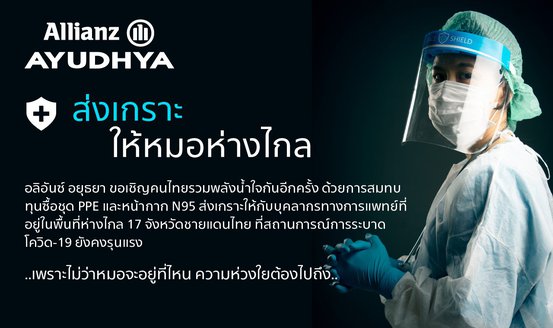 Allianz
AYUDHYA
SHIELD
ส่งเกราะ
ให้หมอห่างไกล
อลิอันซ์ อยุธยา ขอเชิญคนไทยรวมพลังน้ำใจกันอีกครั้ง ด้วยการสมทบ
ทุนซื้อชุด PPE และหน้ากาก N95 ส่งเกราะให้กับบุคลากรทางการแพทย์ที่
อยู่ในพื้นที่ห่างไกล 17 จังหวัดชายแดนไทย ที่สถานการณ์การระบาด
โควิด-19 ยังคงรุนแรง
..เพราะไม่ว่าหมอจะอยู่ที่ไหน ความห่วงใยต้องไปถึง..